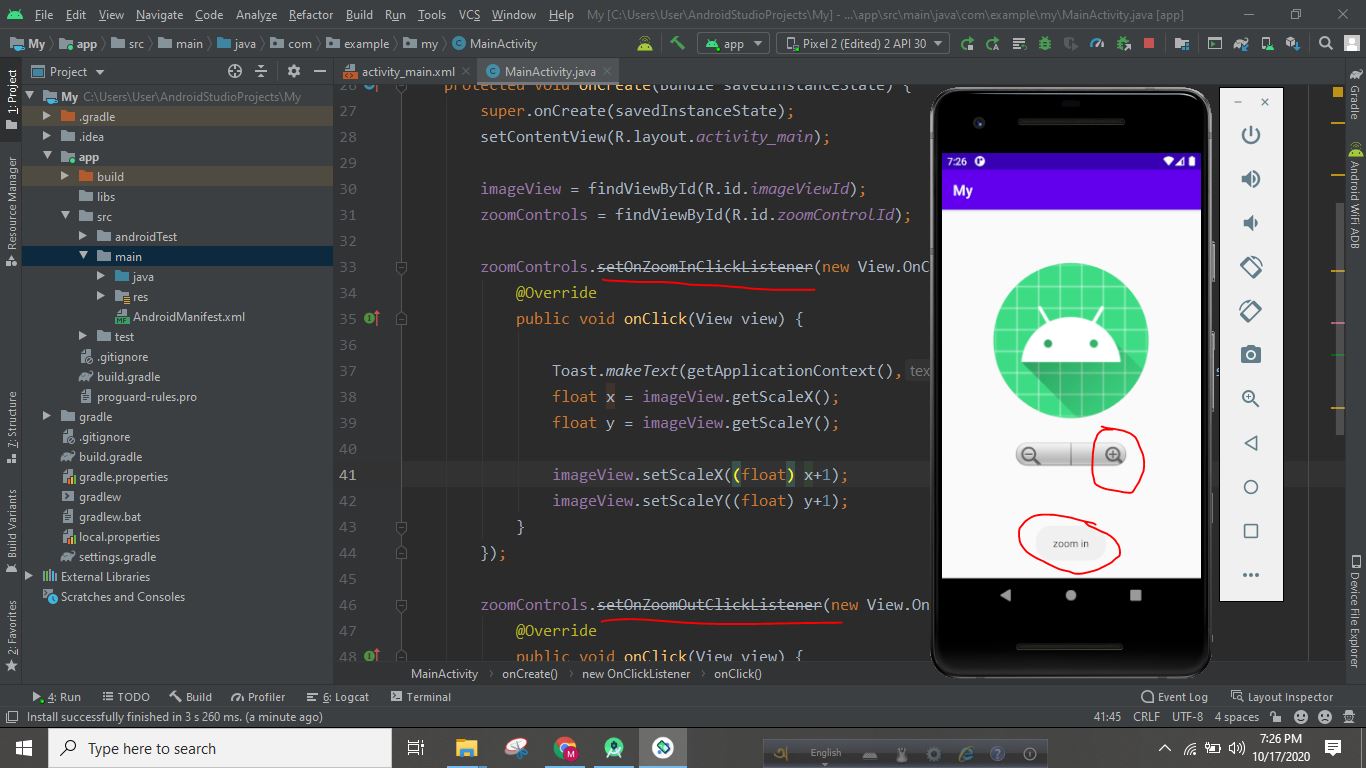 File Edit View Navigate Code Analyze Refactor Build Run Tools VCS Window Help My [C:\Users\User\AndroidStudioProjects\My] - ...\app\src\main\java\com\example\my\MainActivity.java [app]
My app src main java com example my MainActivity app Pixel 2 (Edited) 2 API 30
Project
activity_main.xml
MainActivity.java
My C:\Users\User\AndroidStudioProjects\My
.gradle
.idea
app
build
libs
src
androidTest
main
java
res
AndroidManifest.xml
test
.gitignore
build.gradle
proguard-rules.pro
gradle
.gitignore
build.gradle
gradle.properties
gradlew
gradlew.bat
local.properties
settings.gradle
External Libraries
Scratches and Consoles
1: Project
Resource Manager
7: Structure
Build Variants
2: Favorites
26 protected void onCreate(Bundle savedInstanceState) {
27 super.onCreate(savedInstanceState);
28 setContentView(R.layout.activity_main);
29
30 imageView = findViewById(R.id.imageViewId);
31 zoomControls = findViewById(R.id.zoomControlId);
32
33 zoomControls.setOnZoomInClickListener(new View.OnC
34 @Override
35 public void onClick(View view) {
36
37 Toast.makeText(getApplicationContext(), tex
38 float x = imageView.getScaleX();
39 float y = imageView.getScaleY();
40
41 imageView.setScaleX((float) x+1);
42 imageView.setScaleY((float) y+1);
43 }
44 });
45
46 zoomControls.setOnZoomOutClickListener(new View.On
47 @Override
48 public void onClick(View view) {
MainActivity › onCreate() › new OnClickListener › onClick()
7:26
My
zoom in
Gradle
Android WiFi ADB
Device File Explorer
4: Run TODO Build Profiler 6: Logcat Terminal Event Log Layout Inspector
Install successfully finished in 3 s 260 ms. (a minute ago) 41:45 CRLF UTF-8 4 spaces
Type here to search
অ English
7:26 PM
10/17/2020